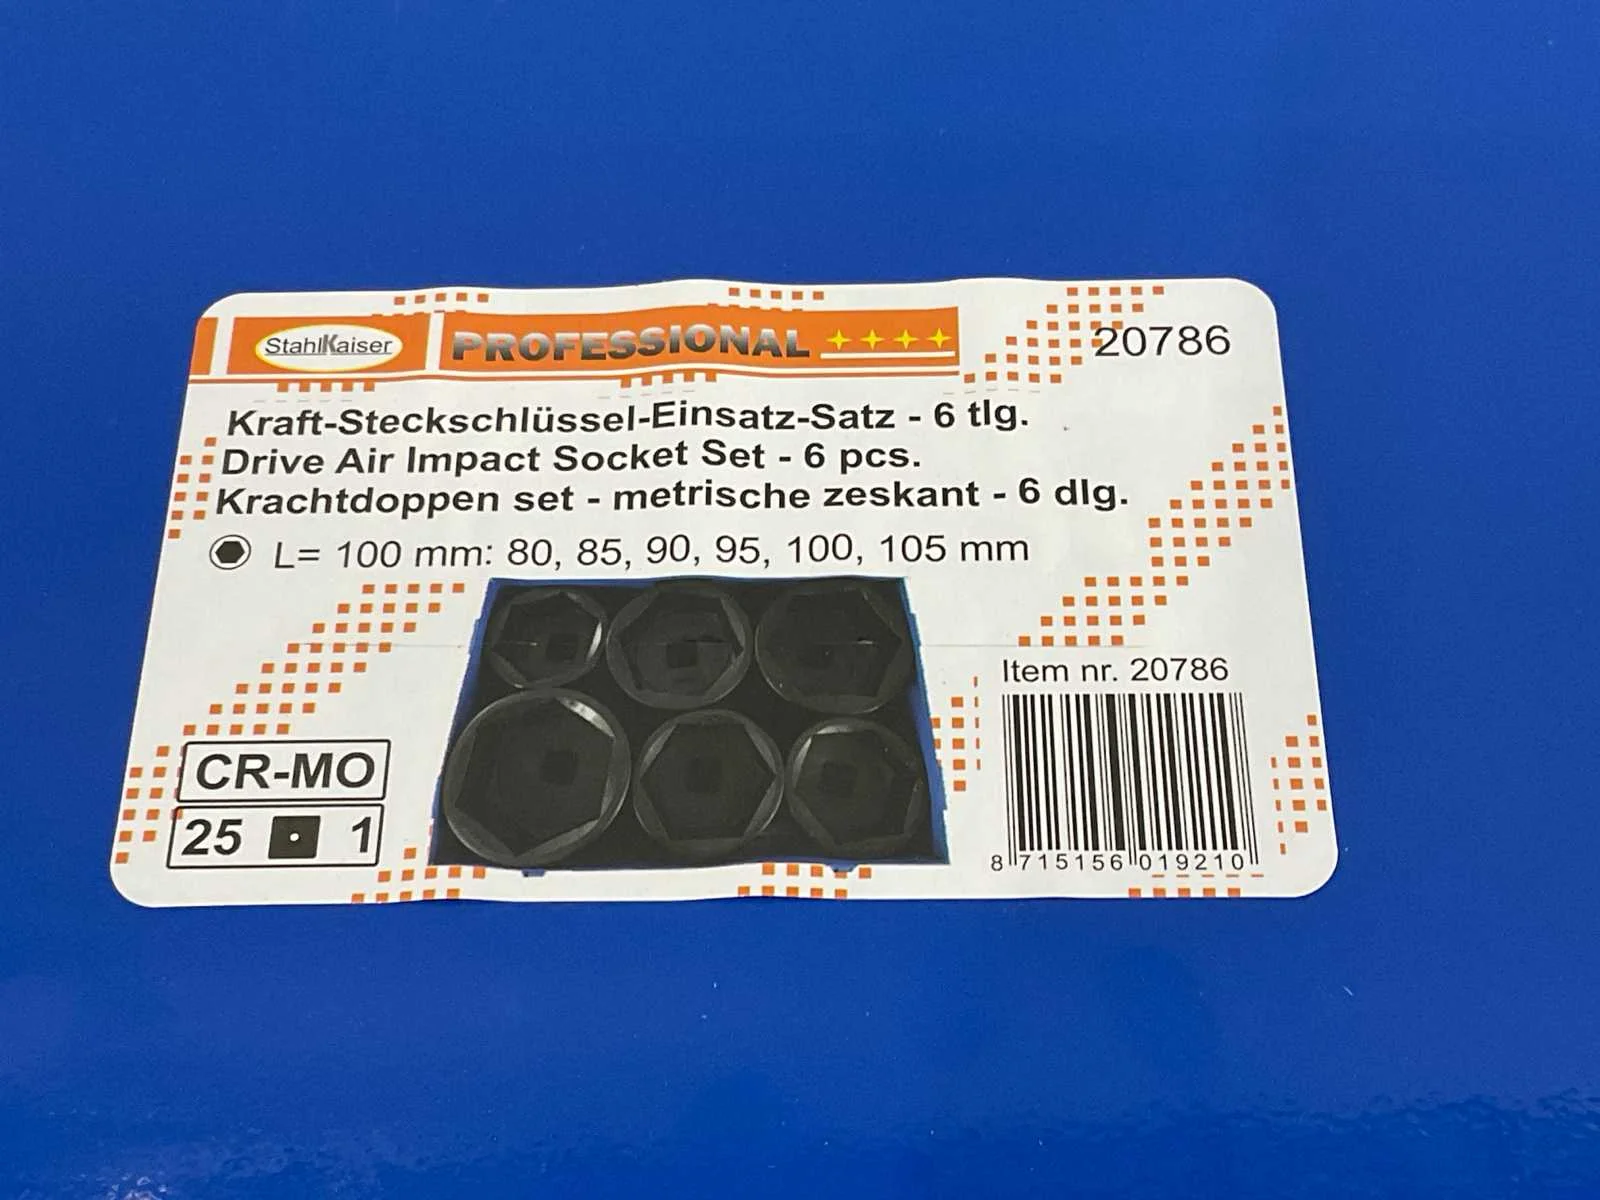 StahlKaiser PROFESSIONAL 20786
Kraft-Steckschlüssel-Einsatz-Satz - 6 tlg.
Drive Air Impact Socket Set - 6 pcs.
Krachtdoppen set - metrische zeskant - 6 dlg.
L= 100 mm: 80, 85, 90, 95, 100, 105 mm
Item nr. 20786
CR-MO
25 1
8 715156 019210